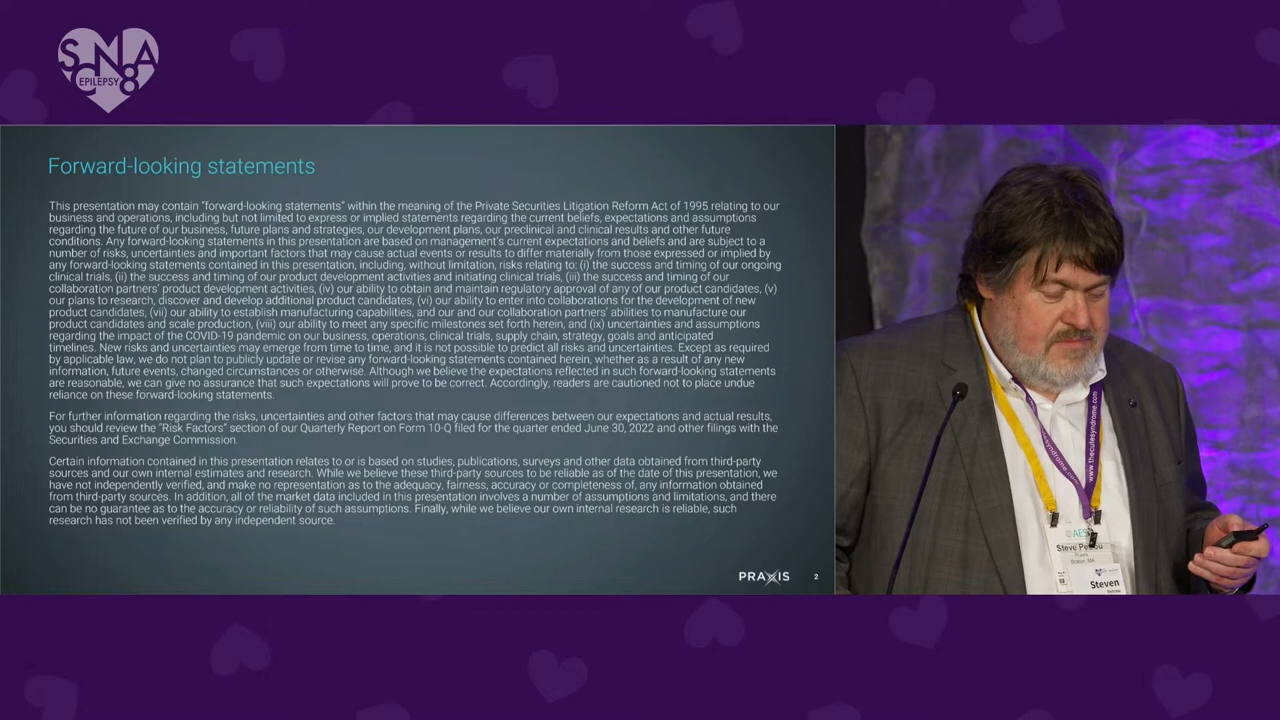 SCN8A
EPILEPSY
Forward-looking statements
This presentation may contain “forward-looking statements” within the meaning of the Private Securities Litigation Reform Act of 1995 relating to our
business and operations, including but not limited to express or implied statements regarding the current beliefs, expectations and assumptions
regarding the future of our business, future plans and strategies, our development plans, our preclinical and clinical results and other future
conditions. Any forward-looking statements in this presentation are based on management's current expectations and beliefs and are subject to a
number of risks, uncertainties and important factors that may cause actual events or results to differ materially from those expressed or implied by
any forward-looking statements contained in this presentation, including, without limitation, risks relating to: (i) the success and timing of our ongoing
clinical trials, (ii) the success and timing of our product development activities and initiating clinical trials, (iii) the success and timing of our
collaboration partners' product development activities, (iv) our ability to obtain and maintain regulatory approval of any of our product candidates, (v)
our plans to research, discover and develop additional product candidates, (vi) our ability to enter into collaborations for the development of new
product candidates, (vii) our ability to establish manufacturing capabilities, and our and our collaboration partners' abilities to manufacture our
product candidates and scale production, (viii) our ability to meet any specific milestones set forth herein, and (ix) uncertainties and assumptions
regarding the impact of the COVID-19 pandemic on our business, operations, clinical trials, supply chain, strategy, goals and anticipated
timelines. New risks and uncertainties may emerge from time to time, and it is not possible to predict all risks and uncertainties. Except as required
by applicable law, we do not plan to publicly update or revise any forward-looking statements contained herein, whether as a result of any new
information, future events, changed circumstances or otherwise. Although we believe the expectations reflected in such forward-looking statements
are reasonable, we can give no assurance that such expectations will prove to be correct. Accordingly, readers are cautioned not to place undue
reliance on these forward-looking statements.
For further information regarding the risks, uncertainties and other factors that may cause differences between our expectations and actual results,
you should review the “Risk Factors” section of our Quarterly Report on Form 10-Q filed for the quarter ended June 30, 2022 and other filings with the
Securities and Exchange Commission.
Certain information contained in this presentation relates to or is based on studies, publications, surveys and other data obtained from third-party
sources and our own internal estimates and research. While we believe these third-party sources to be reliable as of the date of this presentation, we
have not independently verified, and make no representation as to the adequacy, fairness, accuracy or completeness of, any information obtained
from third-party sources. In addition, all of the market data included in this presentation involves a number of assumptions and limitations, and there
can be no guarantee as to the accuracy or reliability of such assumptions. Finally, while we believe our own internal research is reliable, such
research has not been verified by any independent source.
PRAXIS
2
www.thecutesyndrome.com
AES
Steve
Boston, MA
Steven